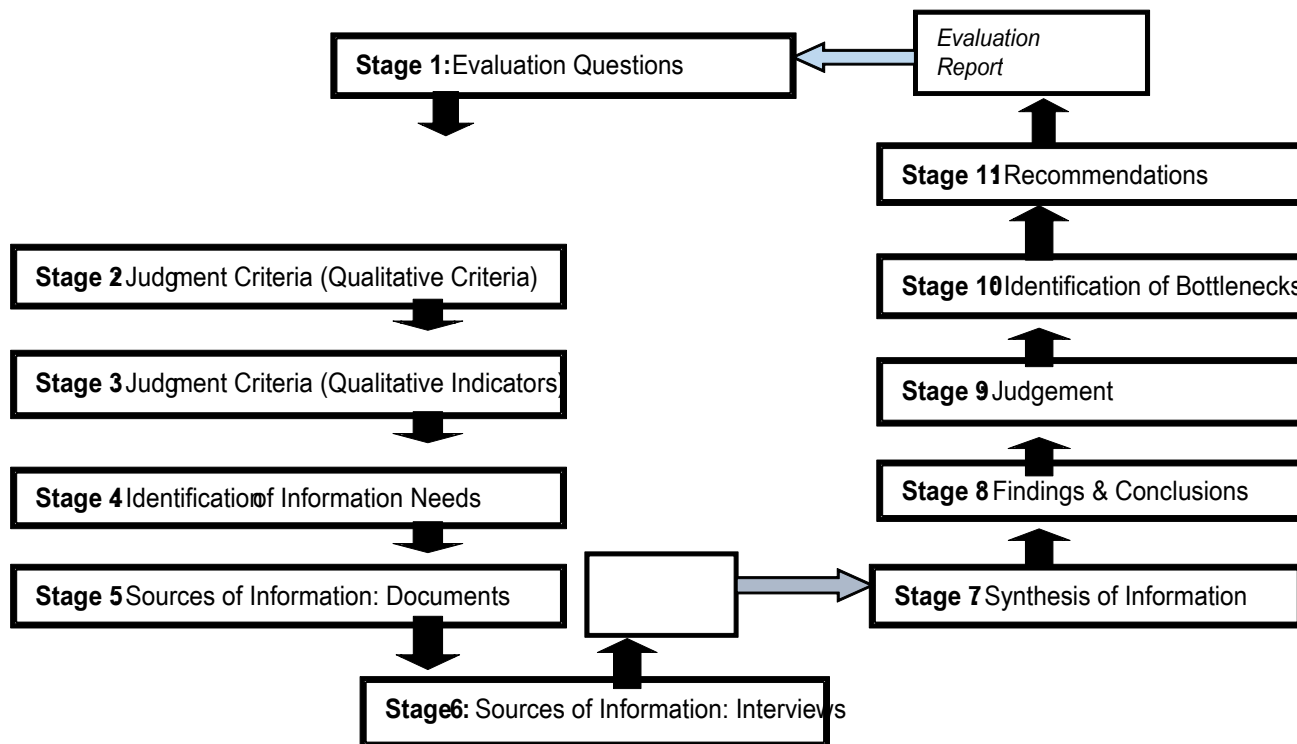 Stage 1: Evaluation Questions
Evaluation
Report
Stage 2: Judgment Criteria (Qualitative Criteria)
Stage 3: Judgment Criteria (Qualitative Indicators)
Stage 4: Identification of Information Needs
Stage 5: Sources of Information: Documents
Stage 6: Sources of Information: Interviews
Stage 7: Synthesis of Information
Stage 8: Findings & Conclusions
Stage 9: Judgement
Stage 10: Identification of Bottlenecks
Stage 11: Recommendations